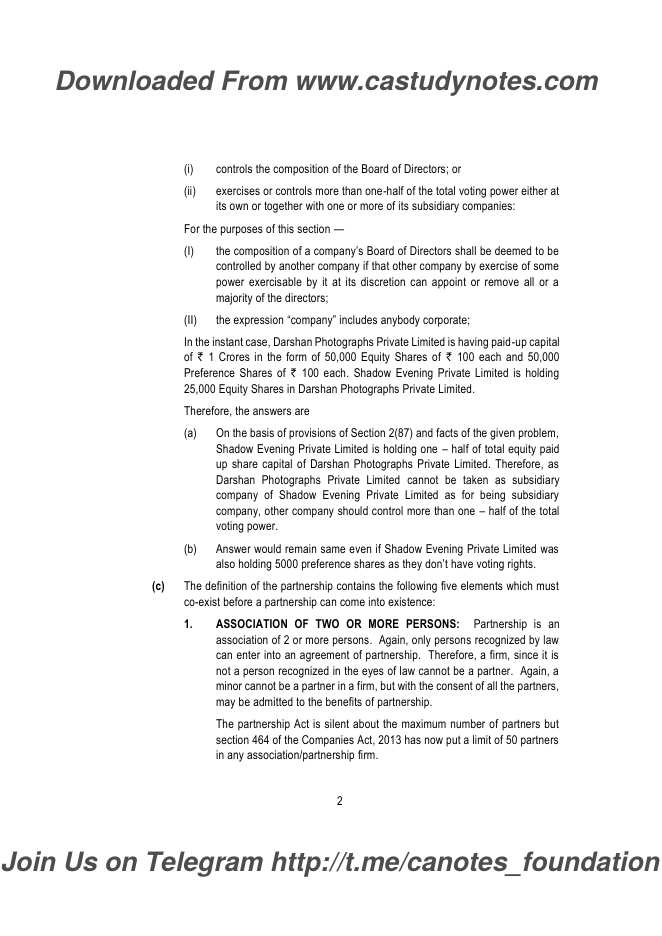 Downloaded From www.castudynotes.com
(i) controls the composition of the Board of Directors; or
(ii) exercises or controls more than one-half of the total voting power either at
its own or together with one or more of its subsidiary companies:
For the purposes of this section —
(I) the composition of a company’s Board of Directors shall be deemed to be
controlled by another company if that other company by exercise of some
power exercisable by it at its discretion can appoint or remove all or a
majority of the directors;
(II) the expression “company” includes anybody corporate;
In the instant case, Darshan Photographs Private Limited is having paid-up capital
of ₹ 1 Crores in the form of 50,000 Equity Shares of ₹ 100 each and 50,000
Preference Shares of ₹ 100 each. Shadow Evening Private Limited is holding
25,000 Equity Shares in Darshan Photographs Private Limited.
Therefore, the answers are
(a) On the basis of provisions of Section 2(87) and facts of the given problem,
Shadow Evening Private Limited is holding one – half of total equity paid
up share capital of Darshan Photographs Private Limited. Therefore, as
Darshan Photographs Private Limited cannot be taken as subsidiary
company of Shadow Evening Private Limited as for being subsidiary
company, other company should control more than one – half of the total
voting power.
(b) Answer would remain same even if Shadow Evening Private Limited was
also holding 5000 preference shares as they don’t have voting rights.
(c) The definition of the partnership contains the following five elements which must
co-exist before a partnership can come into existence:
1. ASSOCIATION OF TWO OR MORE PERSONS: Partnership is an
association of 2 or more persons. Again, only persons recognized by law
can enter into an agreement of partnership. Therefore, a firm, since it is
not a person recognized in the eyes of law cannot be a partner. Again, a
minor cannot be a partner in a firm, but with the consent of all the partners,
may be admitted to the benefits of partnership.
The partnership Act is silent about the maximum number of partners but
section 464 of the Companies Act, 2013 has now put a limit of 50 partners
in any association/partnership firm.
2
Join Us on Telegram http://t.me/canotes_foundation